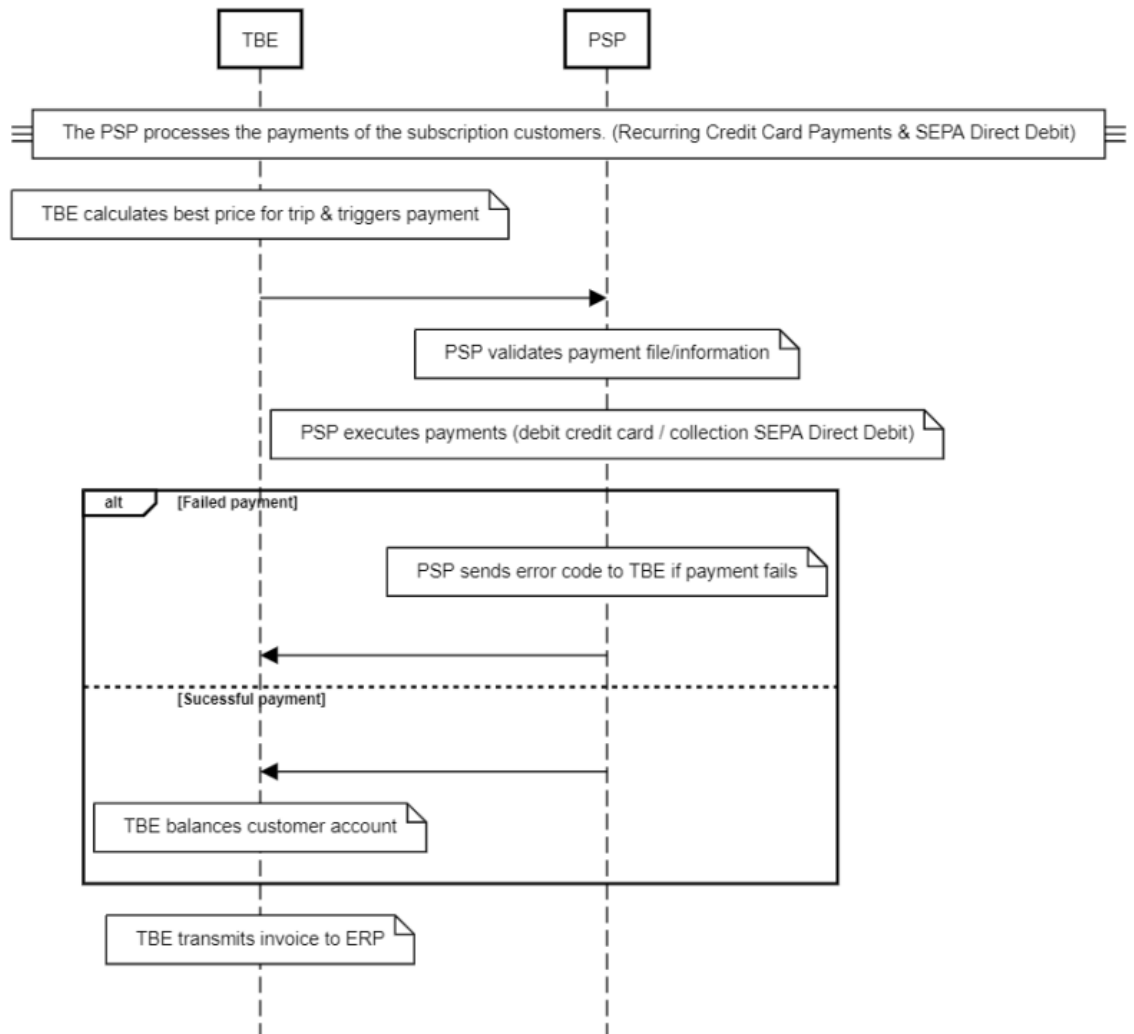 TBE
PSP
The PSP processes the payments of the subscription customers. (Recurring Credit Card Payments & SEPA Direct Debit)
TBE calculates best price for trip & triggers payment
PSP validates payment file/information
PSP executes payments (debit credit card / collection SEPA Direct Debit)
alt
[Failed payment]
PSP sends error code to TBE if payment fails
[Sucessful payment]
TBE balances customer account
TBE transmits invoice to ERP